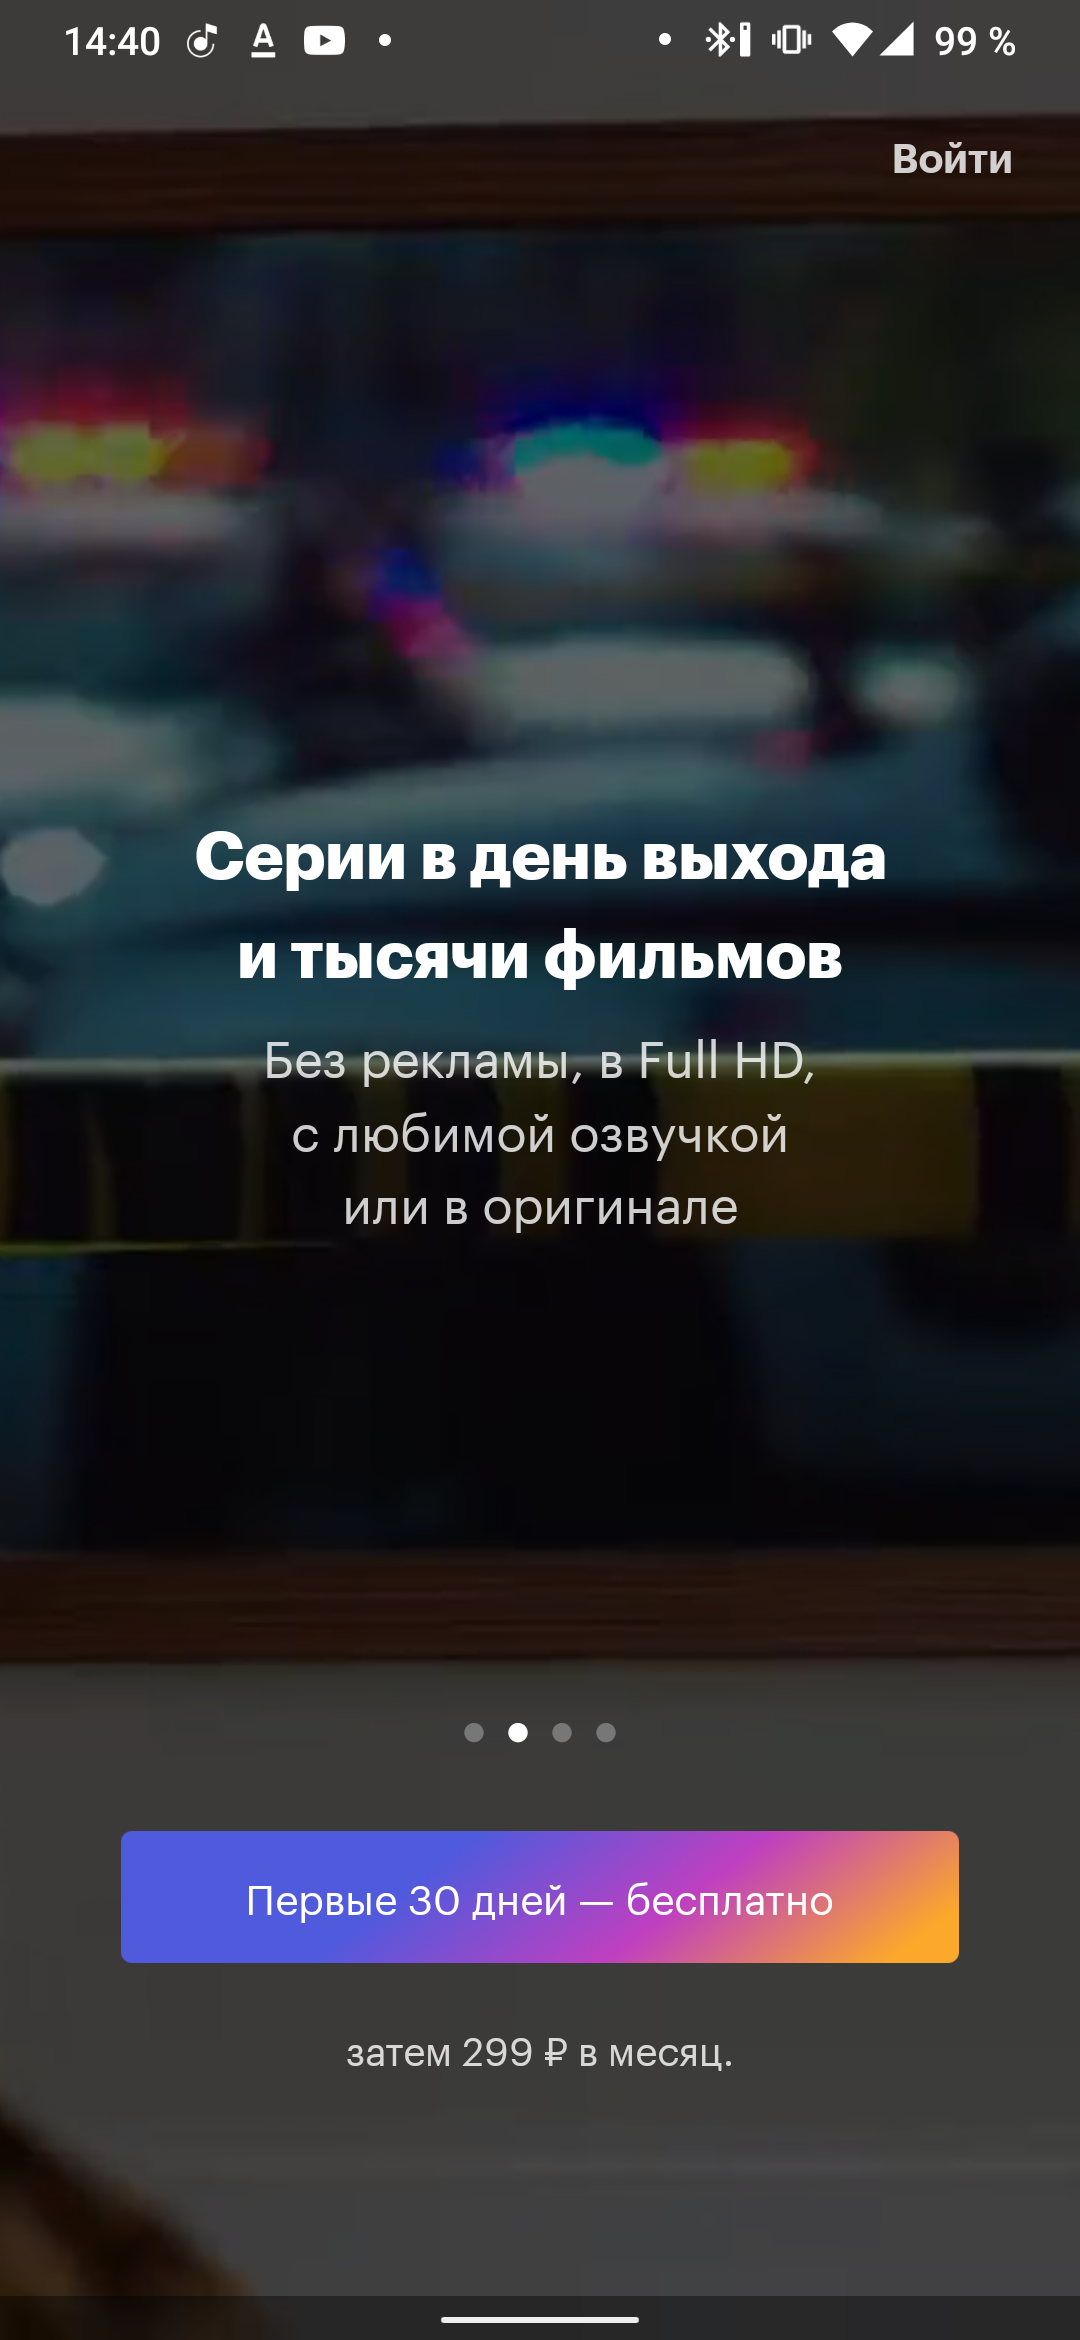 14:40
99 %
Войти
Серии в день выхода
и тысячи фильмов
Без рекламы, в Full HD,
с любимой озвучкой
или в оригинале
Первые 30 дней — бесплатно
затем 299 ₽ в месяц.